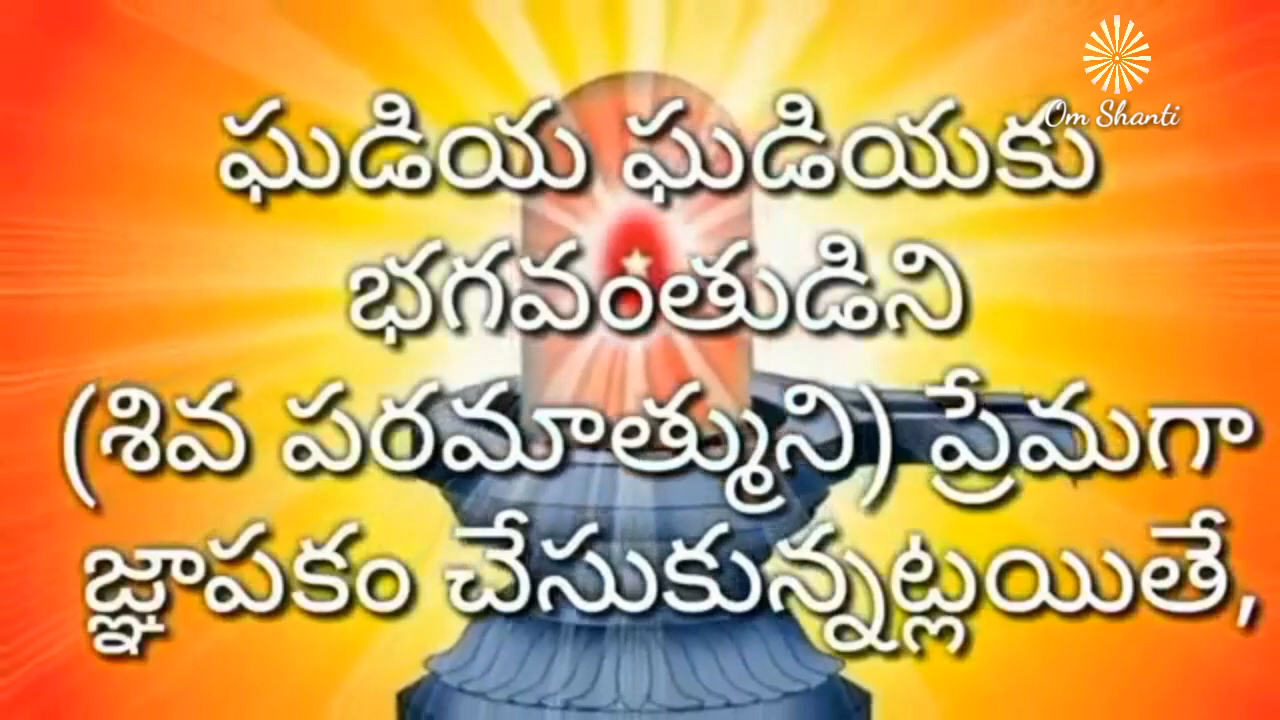 Om Shanti
ఘడియ ఘడియకు
భగవంతుడిని
(శివ పరమాత్ముని) ప్రేమగా
జ్ఞాపకం చేసుకున్నట్లయితే,